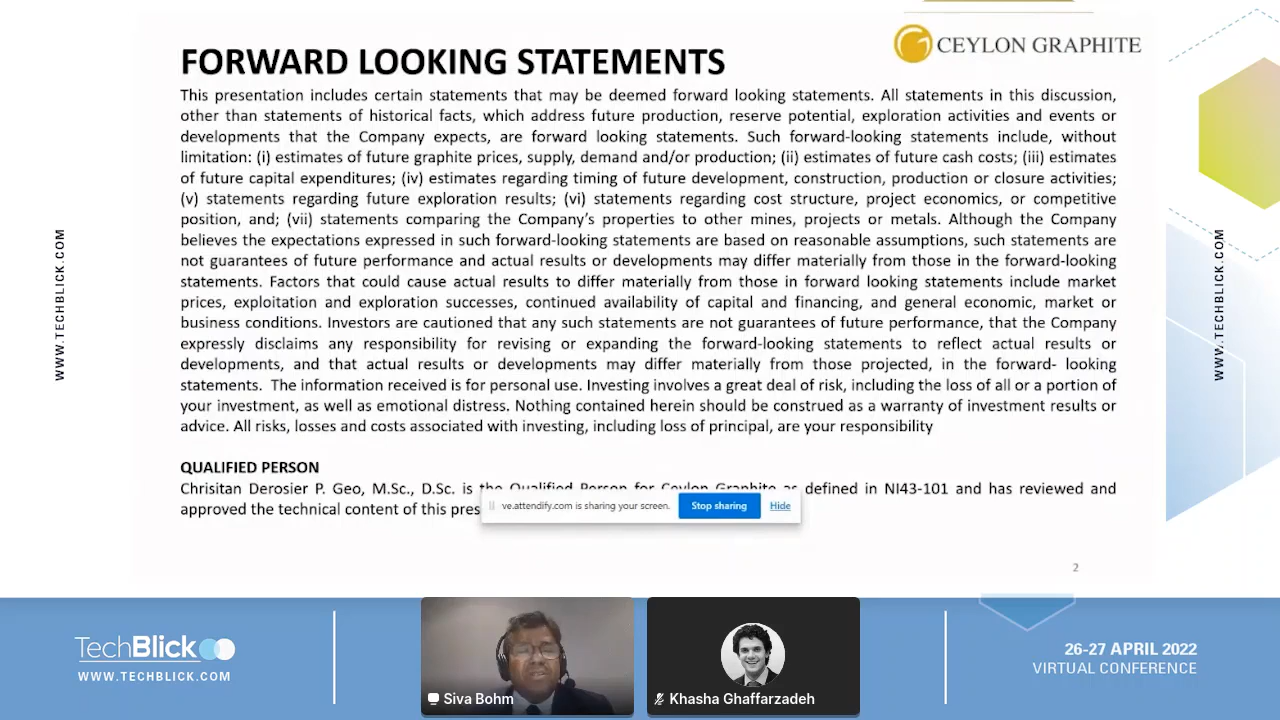 CEYLON GRAPHITE
FORWARD LOOKING STATEMENTS
This presentation includes certain statements that may be deemed forward looking statements. All statements in this discussion,
other than statements of historical facts, which address future production, reserve potential, exploration activities and events or
developments that the Company expects, are forward looking statements. Such forward-looking statements include, without
limitation: (i) estimates of future graphite prices, supply, demand and/or production; (ii) estimates of future cash costs; (iii) estimates
of future capital expenditures; (iv) estimates regarding timing of future development, construction, production or closure activities;
(v) statements regarding future exploration results; (vi) statements regarding cost structure, project economics, or competitive
position, and; (vii) statements comparing the Company's properties to other mines, projects or metals. Although the Company
believes the expectations expressed in such forward-looking statements are based on reasonable assumptions, such statements are
not guarantees of future performance and actual results or developments may differ materially from those in the forward-looking
statements. Factors that could cause actual results to differ materially from those in forward looking statements include market
prices, exploitation and exploration successes, continued availability of capital and financing, and general economic, market or
business conditions. Investors are cautioned that any such statements are not guarantees of future performance, that the Company
expressly disclaims any responsibility for revising or expanding the forward-looking statements to reflect actual results or
developments, and that actual results or developments may differ materially from those projected, in the forward- looking
statements. The information received is for personal use. Investing involves a great deal of risk, including the loss of all or a portion of
your investment, as well as emotional distress. Nothing contained herein should be construed as a warranty of investment results or
advice. All risks, losses and costs associated with investing, including loss of principal, are your responsibility
QUALIFIED PERSON
Chrisitan Derosier P. Geo, M.Sc., D.Sc. is the Qualified Person for Ceylon Graphite as defined in NI43-101 and has reviewed and
approved the technical content of this
ve.attendify.com is sharing your screen. Stop sharing Hide
2
WWW.TECHBLICK.COM
WWW.TECHBLICK.COM
TechBlick
WWW.TECHBLICK.COM
Siva Bohm
Khasha Ghaffarzadeh
26-27 APRIL 2022
VIRTUAL CONFERENCE